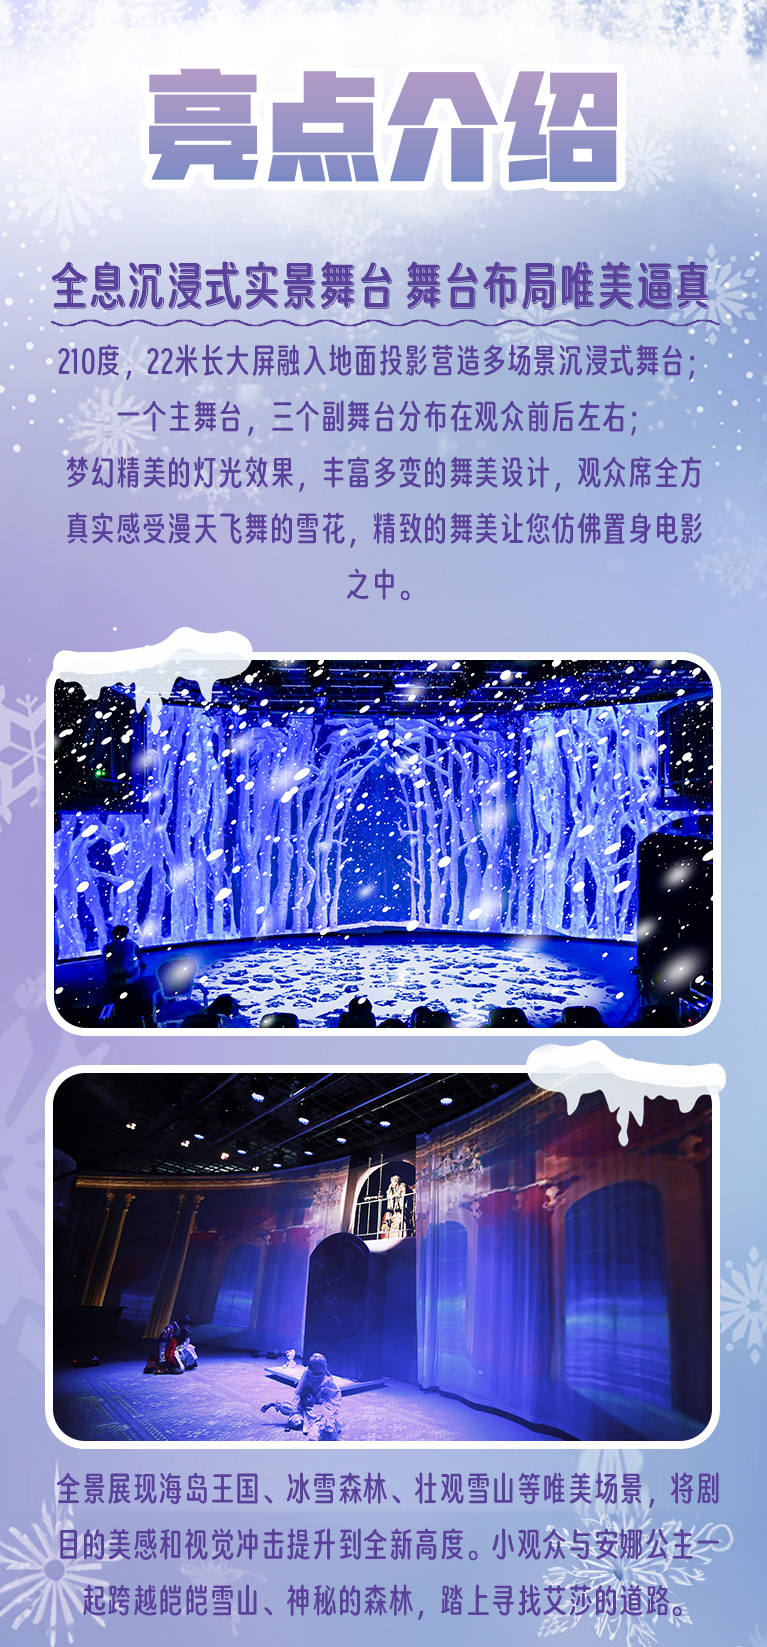 亮点介绍
全息沉浸式实景舞台 舞台布局唯美逼真
210度，22米长大屏融入地面投影营造多场景沉浸式舞台；
一个主舞台，三个副舞台分布在观众前后左右；
梦幻精美的灯光效果，丰富多变的舞美设计，观众席全方
真实感受漫天飞舞的雪花，精致的舞美让您仿佛置身电影
之中。
全景展现海岛王国、冰雪森林、壮观雪山等唯美场景，将剧
目的美感和视觉冲击提升到全新高度。小观众与安娜公主一
起跨越皑皑雪山、神秘的森林，踏上寻找艾莎的道路。